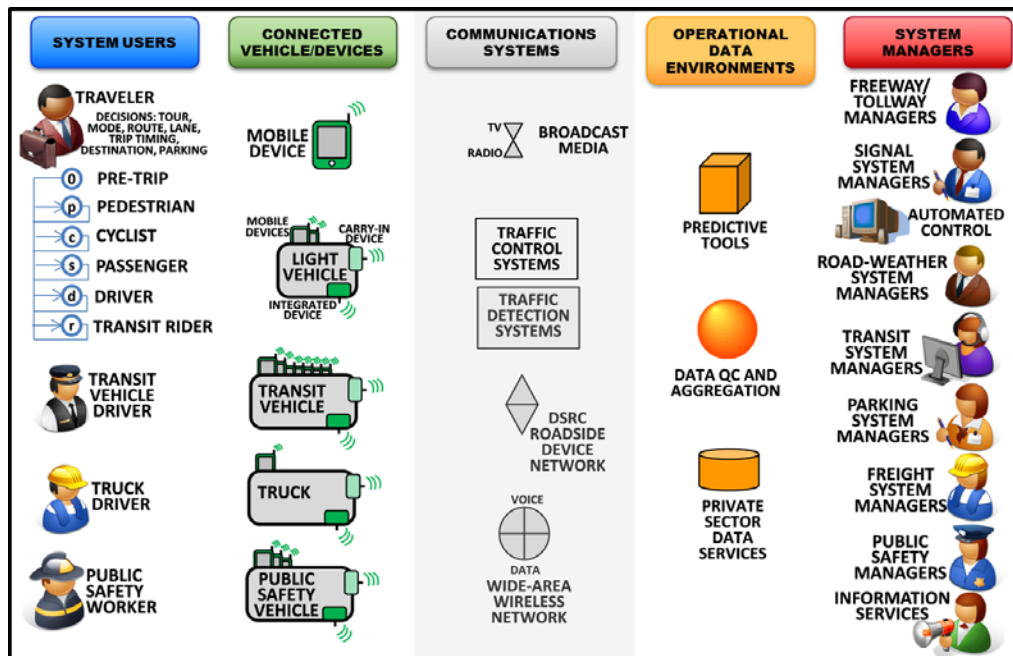 SYSTEM USERS
TRAVELER
DECISIONS: TOUR,
MODE, ROUTE, LANE,
TRIP TIMING,
DESTINATION, PARKING
0 PRE-TRIP
p PEDESTRIAN
c CYCLIST
s PASSENGER
d DRIVER
r TRANSIT RIDER
TRANSIT
VEHICLE
DRIVER
TRUCK
DRIVER
PUBLIC
SAFETY
WORKER
CONNECTED
VEHICLE/DEVICES
MOBILE
DEVICE
MOBILE
DEVICES
CARRY-IN
DEVICE
LIGHT
VEHICLE
INTEGRATED
DEVICE
TRANSIT
VEHICLE
TRUCK
PUBLIC
SAFETY
VEHICLE
COMMUNICATIONS
SYSTEMS
TV
RADIO
BROADCAST
MEDIA
TRAFFIC
CONTROL
SYSTEMS
TRAFFIC
DETECTION
SYSTEMS
DSRC
ROADSIDE
DEVICE
NETWORK
VOICE
DATA
WIDE-AREA
WIRELESS
NETWORK
OPERATIONAL
DATA
ENVIRONMENTS
PREDICTIVE
TOOLS
DATA QC AND
AGGREGATION
PRIVATE
SECTOR
DATA
SERVICES
SYSTEM
MANAGERS
FREEWAY/
TOLLWAY
MANAGERS
SIGNAL
SYSTEM
MANAGERS
AUTOMATED
CONTROL
ROAD-WEATHER
SYSTEM
MANAGERS
TRANSIT
SYSTEM
MANAGERS
PARKING
SYSTEM
MANAGERS
FREIGHT
SYSTEM
MANAGERS
PUBLIC
SAFETY
MANAGERS
INFORMATION
SERVICES